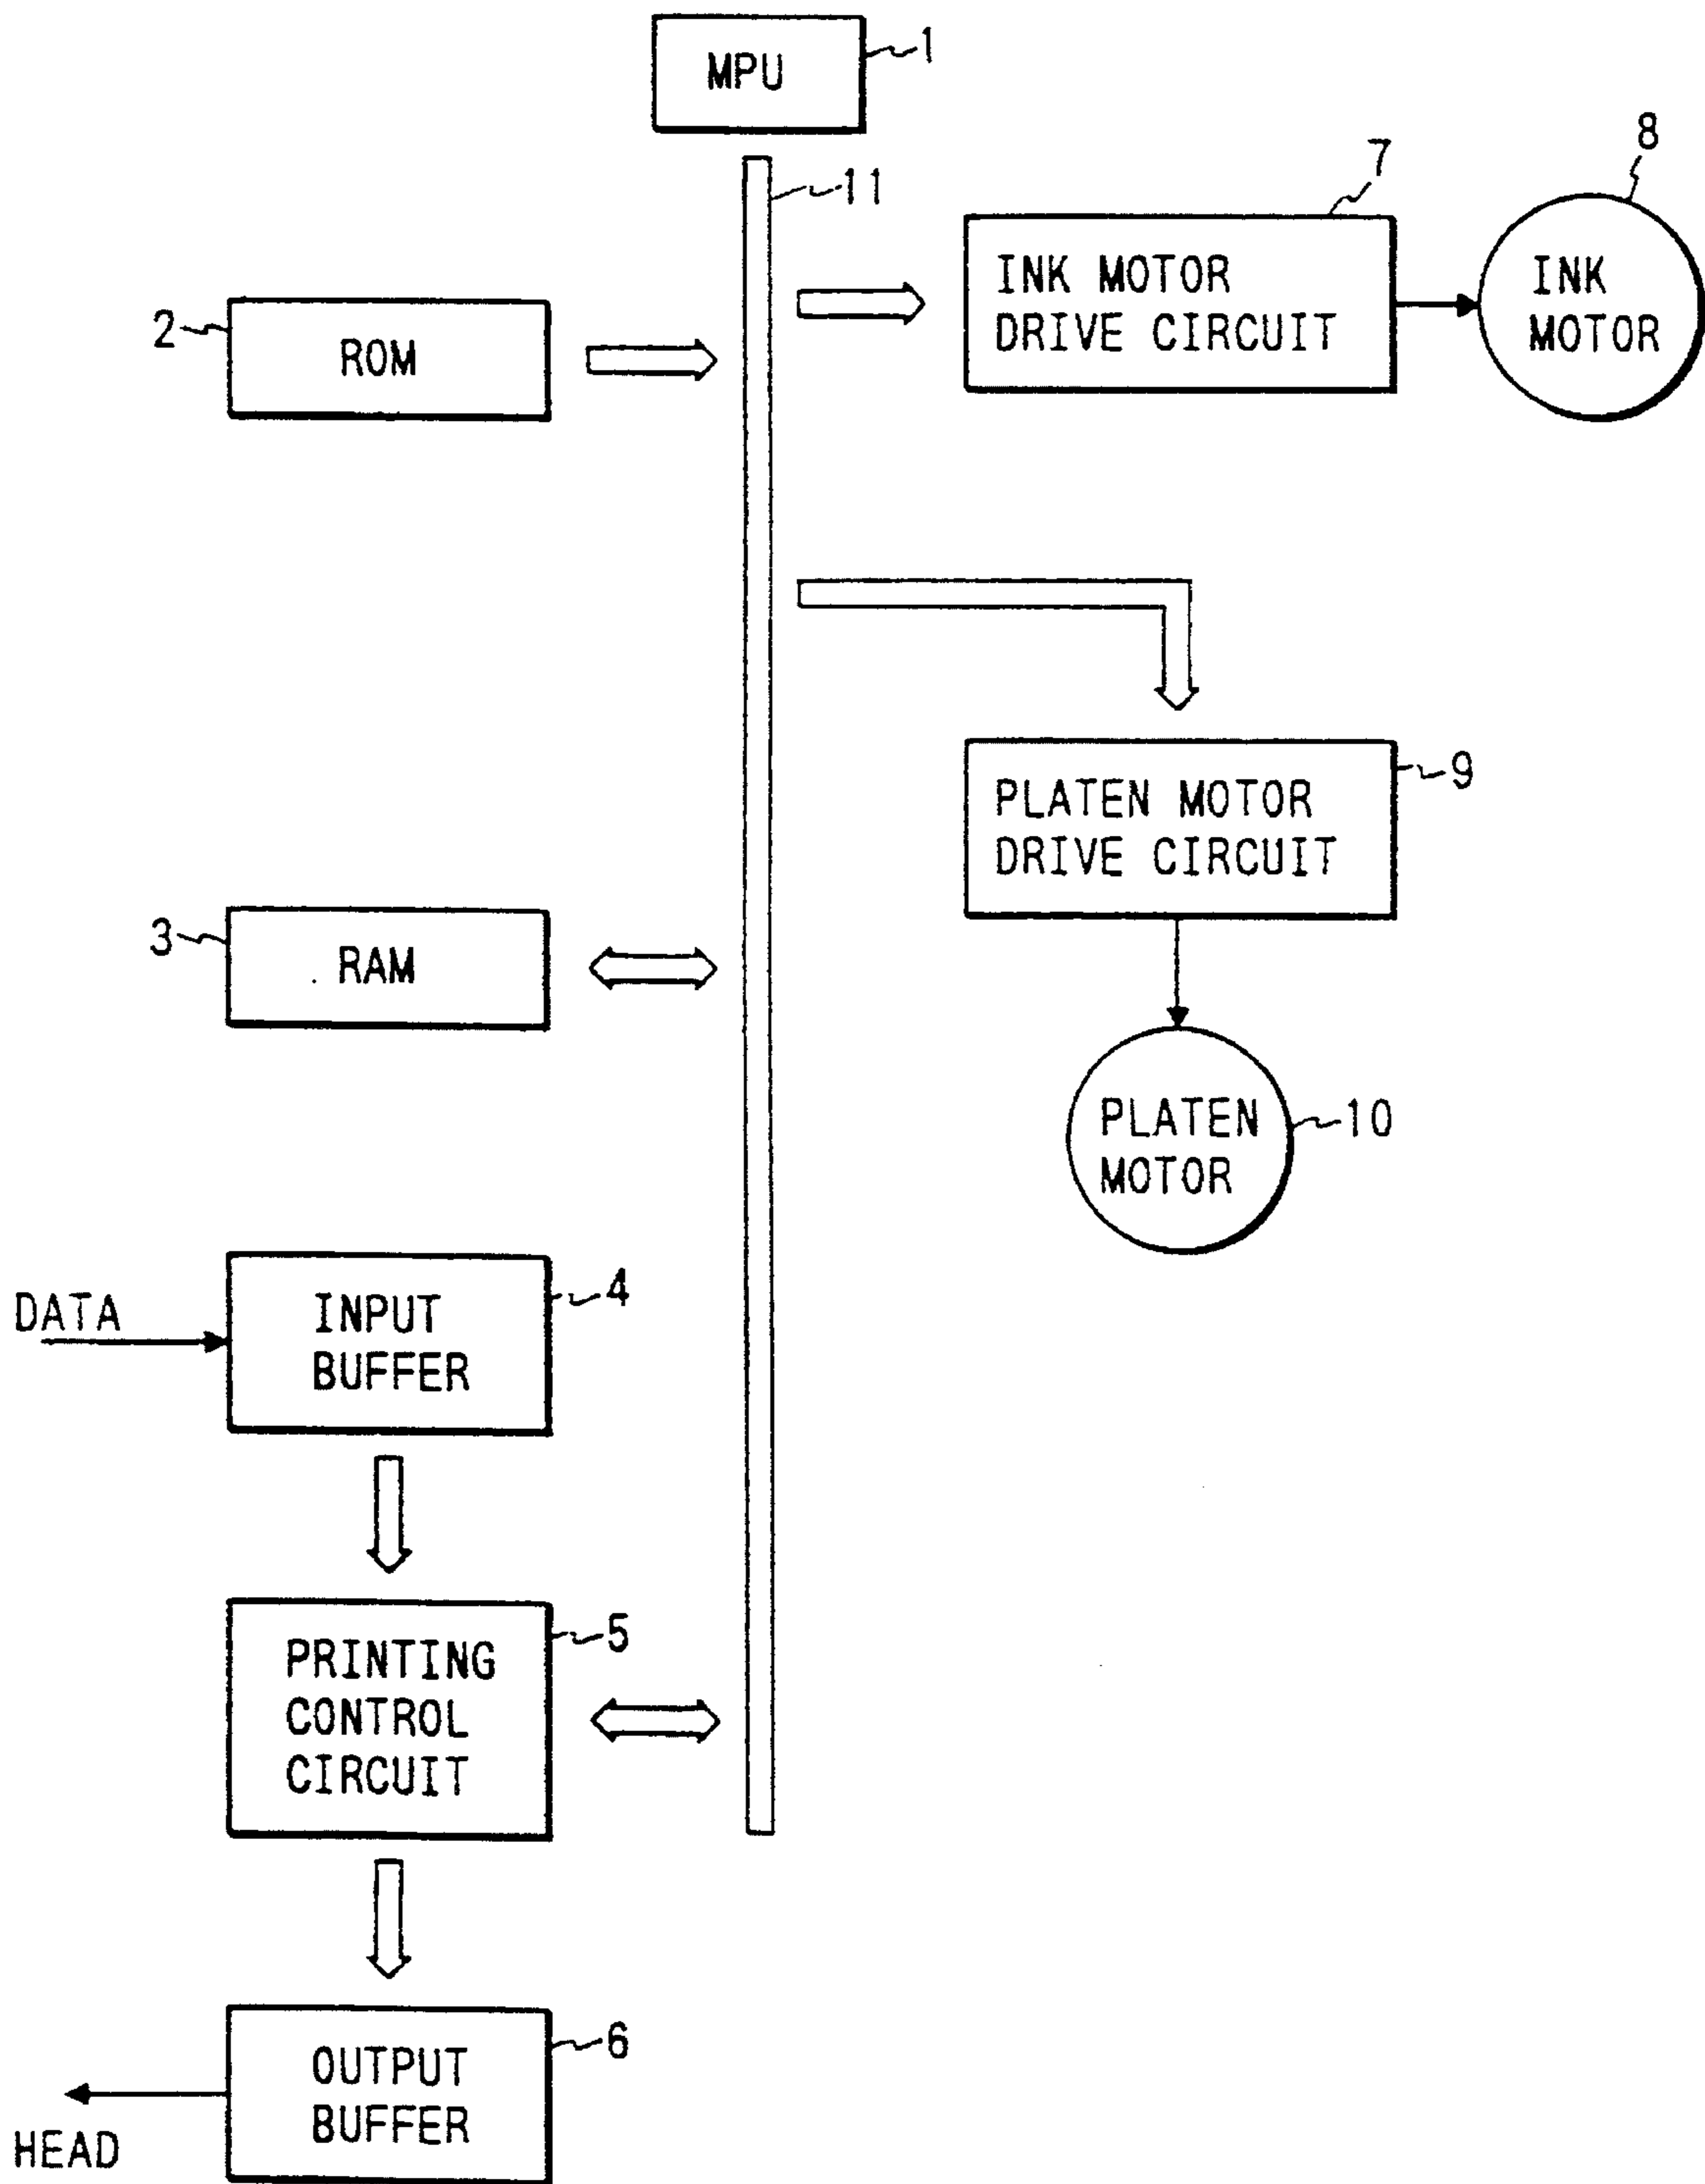 MPU
1
11
7
8
INK MOTOR
DRIVE CIRCUIT
INK
MOTOR
2
ROM
PLATEN MOTOR
DRIVE CIRCUIT
9
3
RAM
PLATEN
MOTOR
10
DATA
INPUT
BUFFER
4
PRINTING
CONTROL
CIRCUIT
5
OUTPUT
BUFFER
6
HEAD